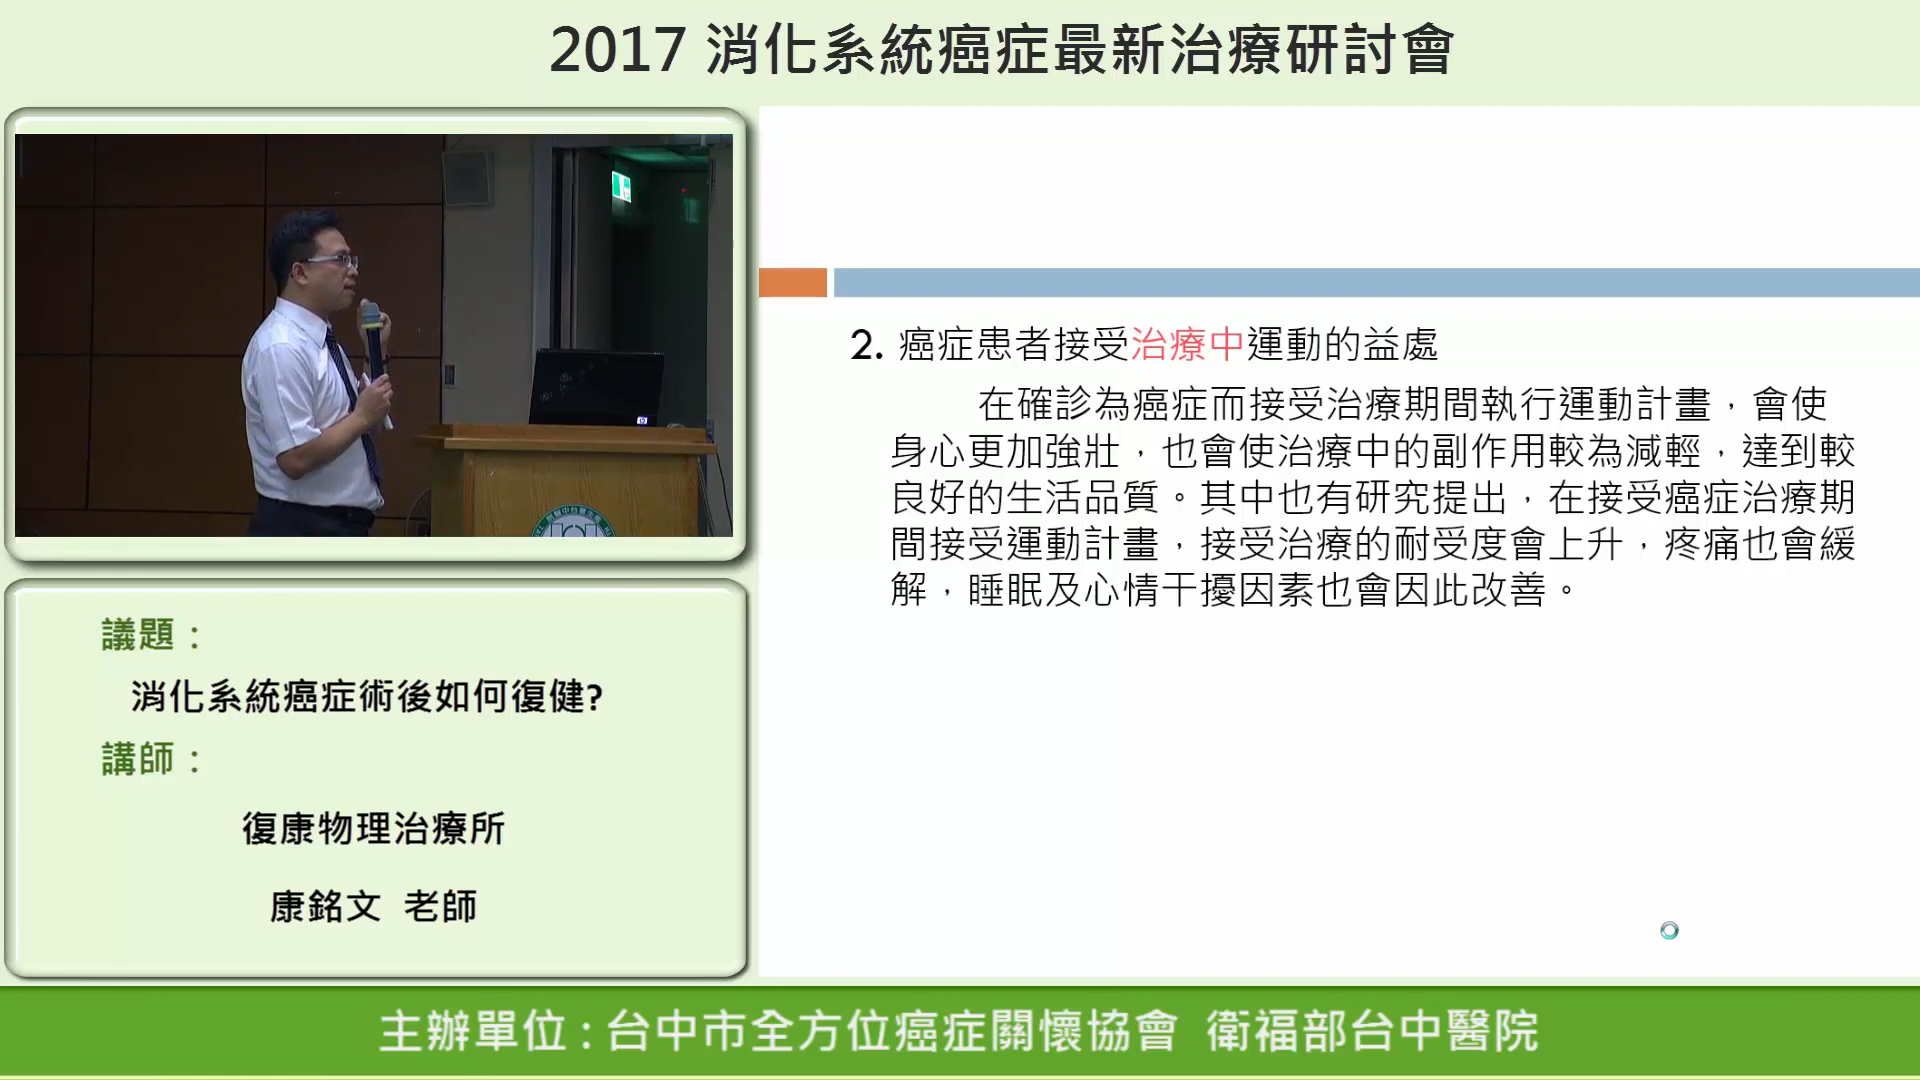 2017 消化系統癌症最新治療研討會
2. 癌症患者接受治療中運動的益處
在確診為癌症而接受治療期間執行運動計畫，會使
身心更加強壯，也會使治療中的副作用較為減輕，達到較
良好的生活品質。其中也有研究提出，在接受癌症治療期
間接受運動計畫，接受治療的耐受度會上升，疼痛也會緩
解，睡眠及心情干擾因素也會因此改善。
議題：
消化系統癌症術後如何復健?
講師：
復康物理治療所
康銘文 老師
主辦單位：台中市全方位癌症關懷協會 衛福部台中醫院